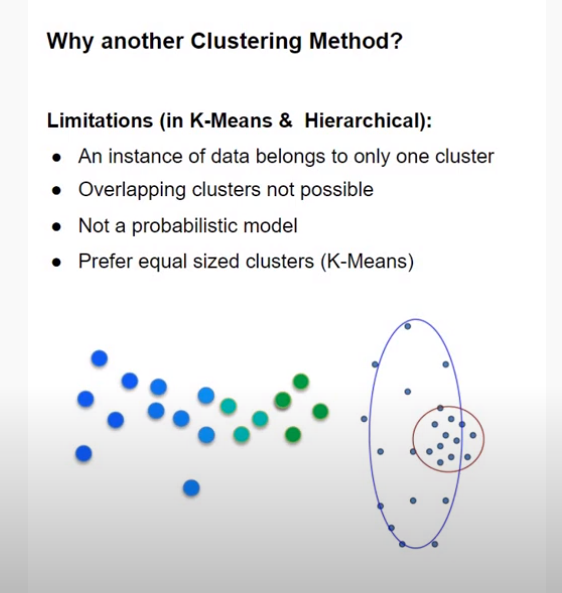 Why another Clustering Method?
Limitations (in K-Means & Hierarchical):
● An instance of data belongs to only one cluster
● Overlapping clusters not possible
● Not a probabilistic model
● Prefer equal sized clusters (K-Means)